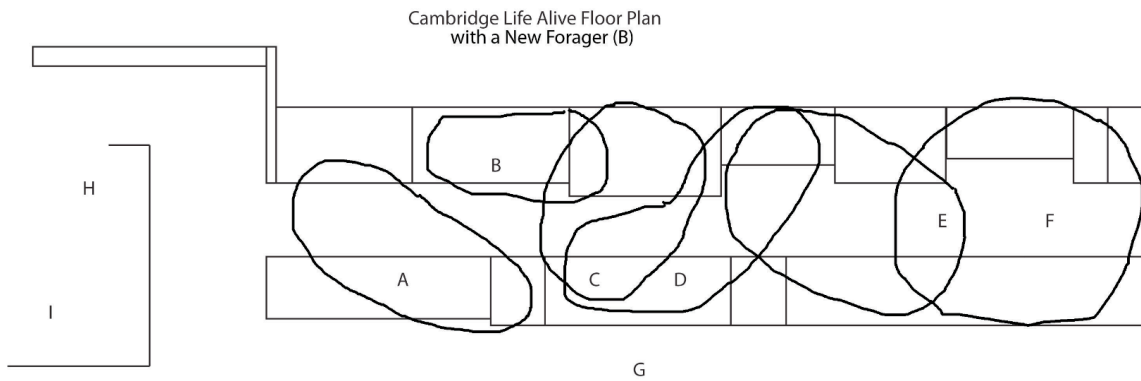 Cambridge Life Alive Floor Plan
with a New Forager (B)
B
H
E
F
A
C
D
I
G